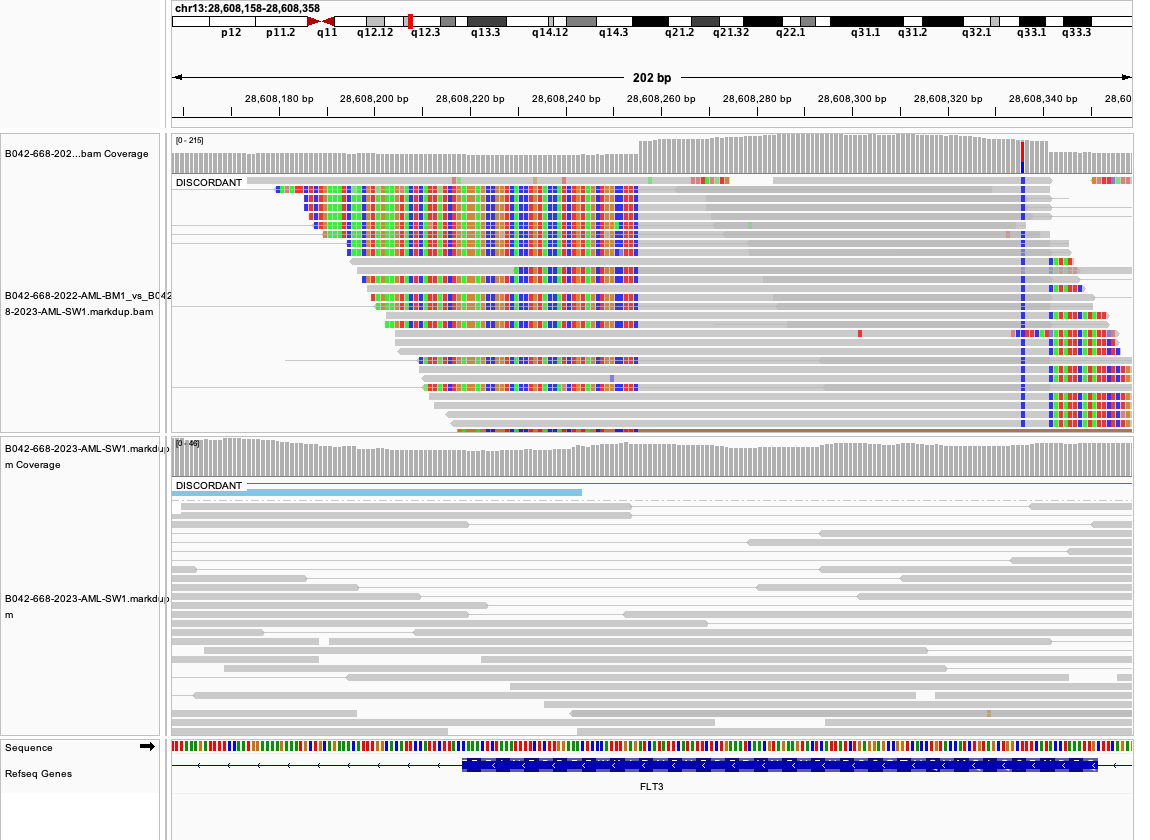 chr13:28,608,158-28,608,358
p12 p11.2 q11 q12.12 q12.3 q13.3 q14.12 q14.3 q21.2 q21.32 q22.1 q31.1 q31.2 q32.1 q33.1 q33.3
202 bp
28,608,180 bp 28,608,200 bp 28,608,220 bp 28,608,240 bp 28,608,260 bp 28,608,280 bp 28,608,300 bp 28,608,320 bp 28,608,340 bp 28,60
[0 - 215]
B042-668-202...bam Coverage
DISCORDANT
B042-668-2022-AML-BM1_vs_B042
8-2023-AML-SW1.markdup.bam
[0 - 46]
B042-668-2023-AML-SW1.markdup
m Coverage
DISCORDANT
B042-668-2023-AML-SW1.markdup
m
Sequence
Refseq Genes
FLT3